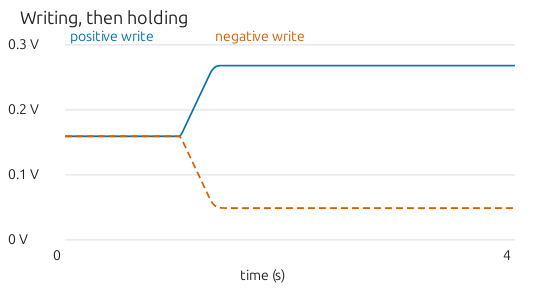 Writing, then holding
positive write negative write
0.3 V
0.2 V
0.1 V
0 V
0 4
time (s)